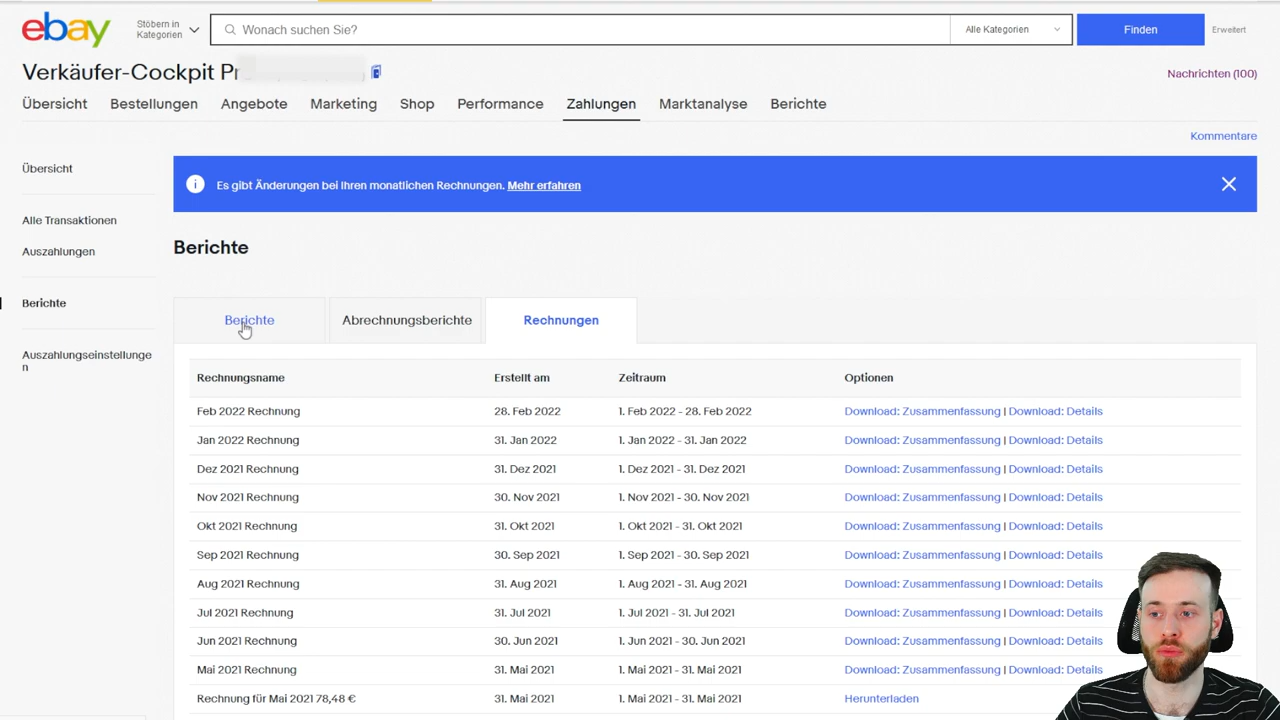 ebay
Stöbern in
Kategorien
Wonach suchen Sie?
Alle Kategorien
Finden
Erweitert
Verkäufer-Cockpit
Nachrichten (100)
Übersicht
Bestellungen
Angebote
Marketing
Shop
Performance
Zahlungen
Marktanalyse
Berichte
Kommentare
Übersicht
Alle Transaktionen
Auszahlungen
Berichte
Auszahlungseinstellunge
n
Es gibt Änderungen bei Ihren monatlichen Rechnungen. Mehr erfahren
Berichte
Berichte
Abrechnungsberichte
Rechnungen
Rechnungsname Erstellt am Zeitraum Optionen
Feb 2022 Rechnung 28. Feb 2022 1. Feb 2022 - 28. Feb 2022 Download: Zusammenfassung | Download: Details
Jan 2022 Rechnung 31. Jan 2022 1. Jan 2022 - 31. Jan 2022 Download: Zusammenfassung | Download: Details
Dez 2021 Rechnung 31. Dez 2021 1. Dez 2021 - 31. Dez 2021 Download: Zusammenfassung | Download: Details
Nov 2021 Rechnung 30. Nov 2021 1. Nov 2021 - 30. Nov 2021 Download: Zusammenfassung | Download: Details
Okt 2021 Rechnung 31. Okt 2021 1. Okt 2021 - 31. Okt 2021 Download: Zusammenfassung | Download: Details
Sep 2021 Rechnung 30. Sep 2021 1. Sep 2021 - 30. Sep 2021 Download: Zusammenfassung | Download: Details
Aug 2021 Rechnung 31. Aug 2021 1. Aug 2021 - 31. Aug 2021 Download: Zusammenfassung | Download: Details
Jul 2021 Rechnung 31. Jul 2021 1. Jul 2021 - 31. Jul 2021 Download: Zusammenfassung | Download: Details
Jun 2021 Rechnung 30. Jun 2021 1. Jun 2021 - 30. Jun 2021 Download: Zusammenfassung | Download: Details
Mai 2021 Rechnung 31. Mai 2021 1. Mai 2021 - 31. Mai 2021 Download: Zusammenfassung | Download: Details
Rechnung für Mai 2021 78,48 € 31. Mai 2021 1. Mai 2021 - 31. Mai 2021 Herunterladen